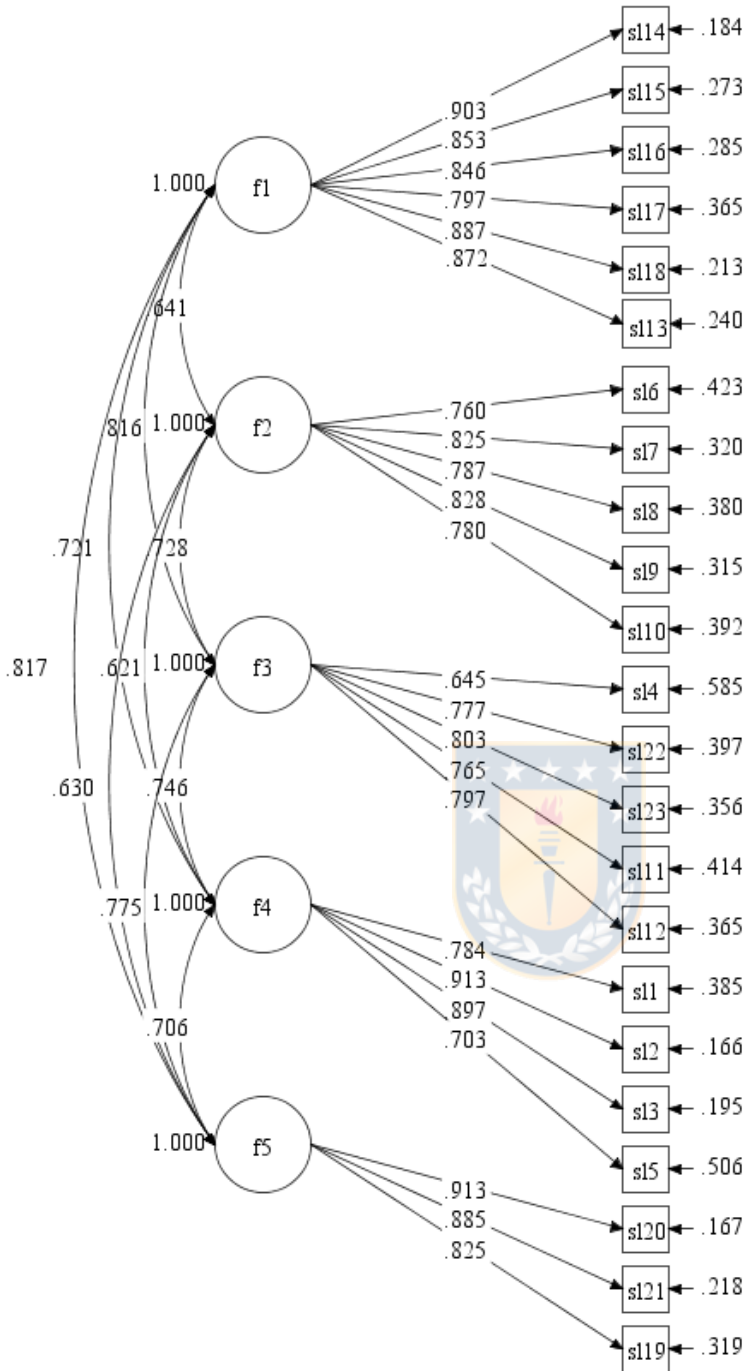 sl14 .184
sl15 .273
.903
.853
sl16 .285
.846
1.000 f1
.797
sl17 .365
.887
.872
sl18 .213
.641
sl13 .240
sl6 .423
.760
.816 1.000 f2
.825
sl7 .320
.787
.828
sl8 .380
.780
.721 .728
sl9 .315
sl10 .392
.817 .621 1.000 f3
.645
sl4 .585
.777
.803
sl22 .397
.765
.630 .746
.797
sl23 .356
sl11 .414
.775 1.000 f4
sl12 .365
.784
.913
sl1 .385
.897
.706
.703
sl2 .166
sl3 .195
1.000 f5
sl5 .506
.913
.885
sl20 .167
.825
sl21 .218
sl19 .319